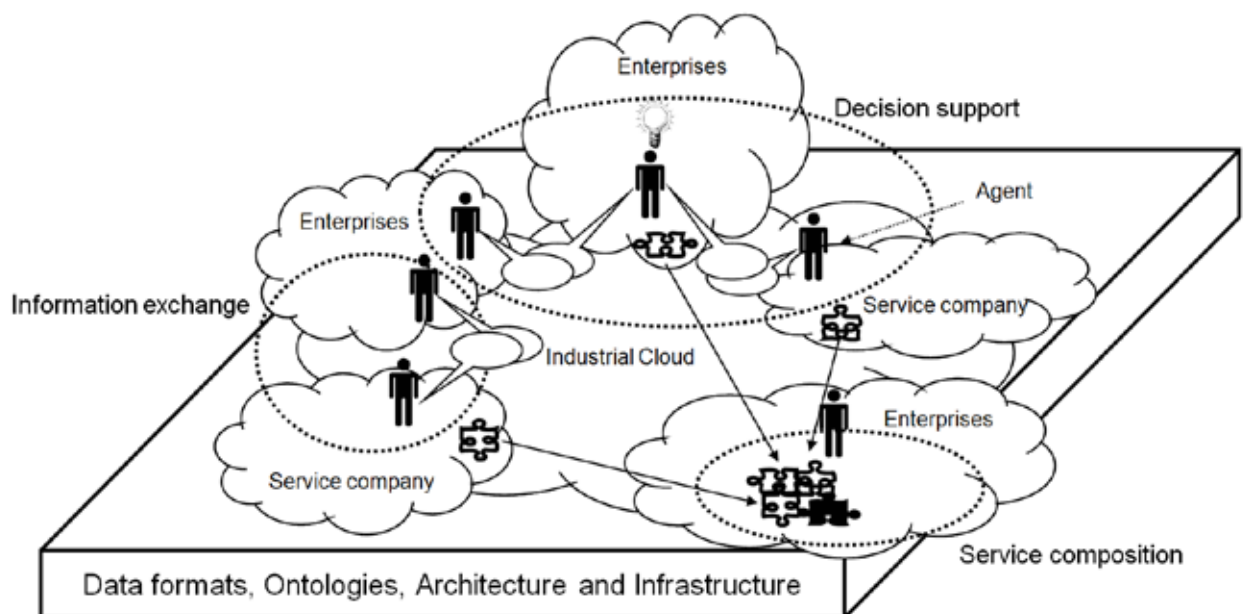 Enterprises
Decision support
Agent
Enterprises
Information exchange
Service company
Industrial Cloud
Enterprises
Service company
Service composition
Data formats, Ontologies, Architecture and Infrastructure